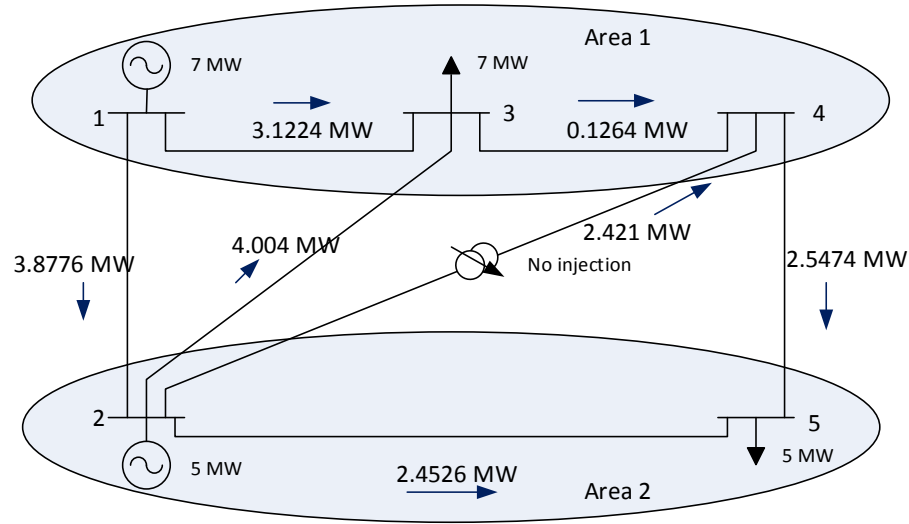 Area 1
7 MW
7 MW
1
3
4
3.1224 MW
0.1264 MW
4.004 MW
2.421 MW
3.8776 MW
No injection
2.5474 MW
2
5
5 MW
5 MW
2.4526 MW
Area 2